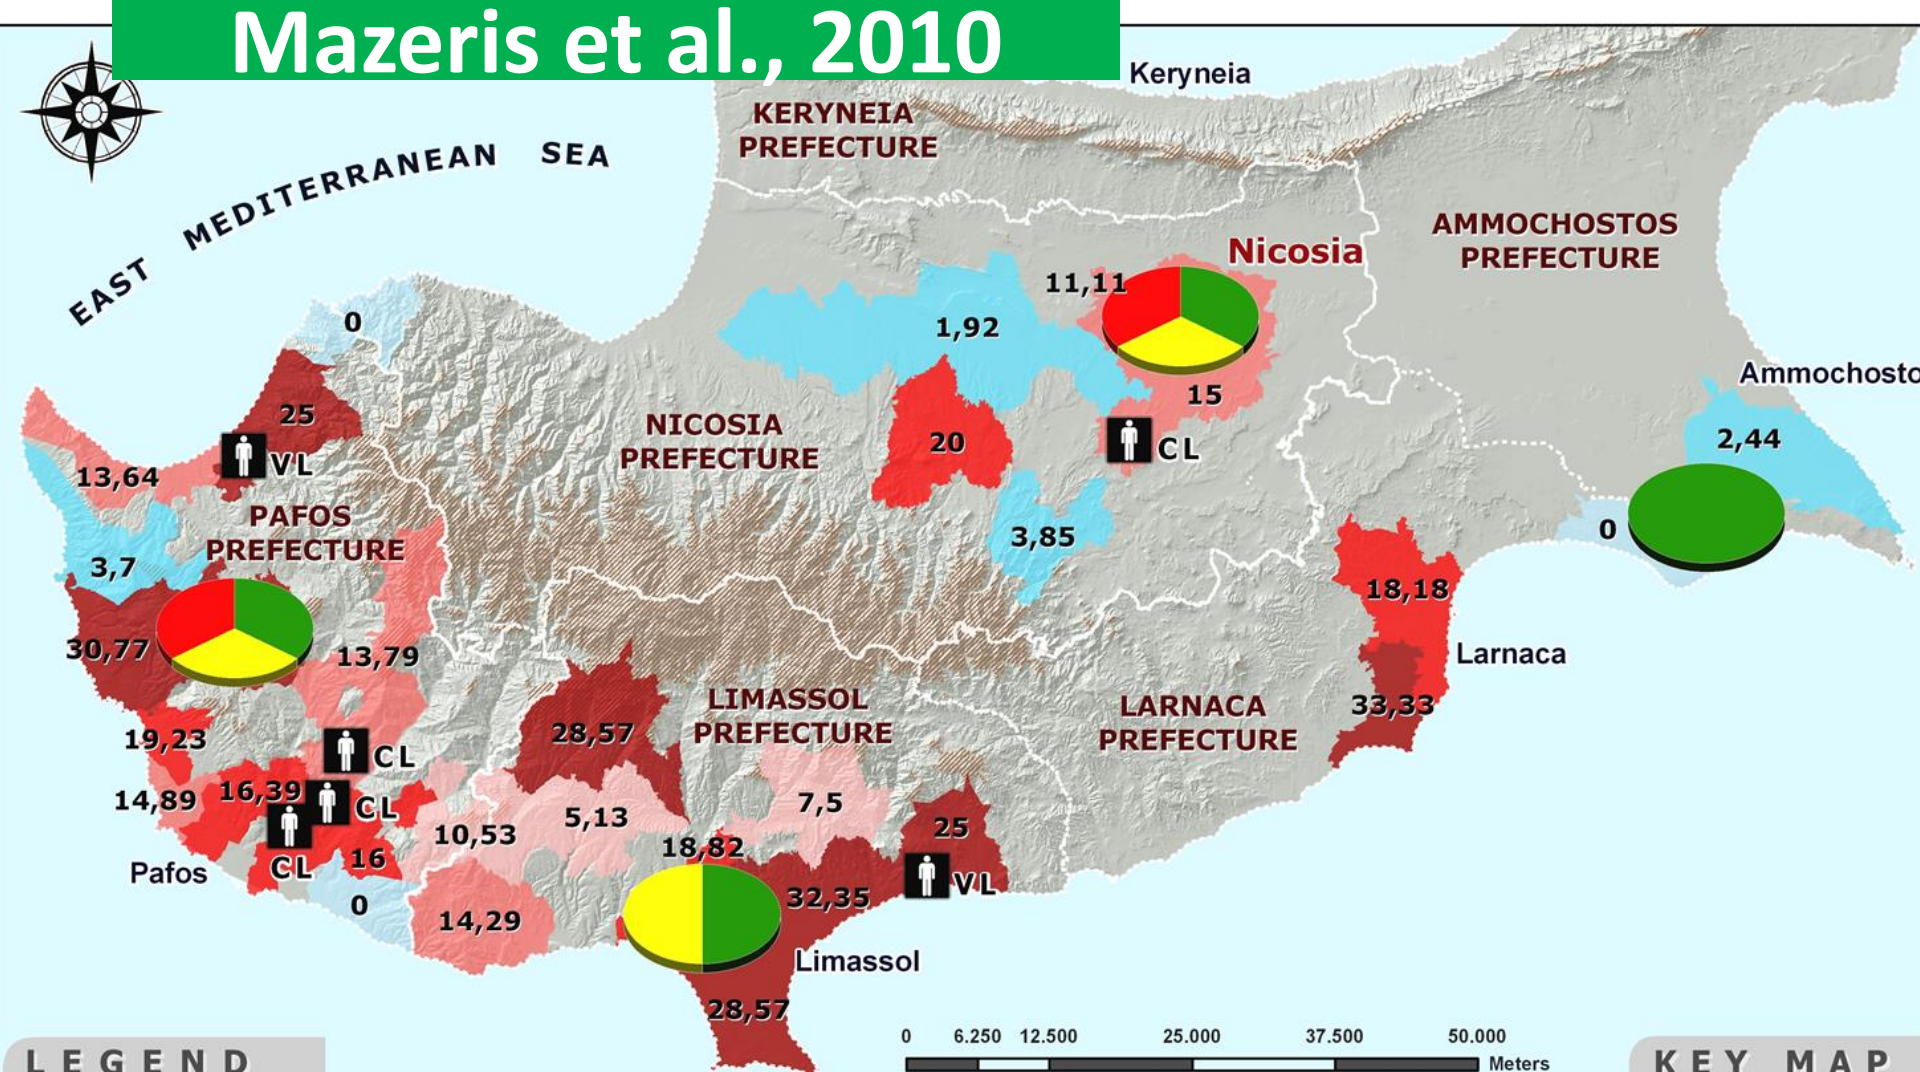 Mazeris et al., 2010
Keryneia
KERYNEIA
PREFECTURE
EAST MEDITERRANEAN SEA
AMMOCHOSTOS
PREFECTURE
Nicosia
11,11
0
1,92
Ammochosto
15
25
NICOSIA
PREFECTURE
20
2,44
CL
VL
13,64
PAFOS
PREFECTURE
3,85
0
3,7
18,18
30,77
13,79
Larnaca
LIMASSOL
PREFECTURE
LARNACA
PREFECTURE
33,33
28,57
19,23
CL
14,89
16,39
CL
7,5
5,13
10,53
25
18,82
16
CL
Pafos
VL
32,35
0
14,29
Limassol
28,57
0 6.250 12.500 25.000 37.500 50.000
Meters
LEGEND
KEY MAP